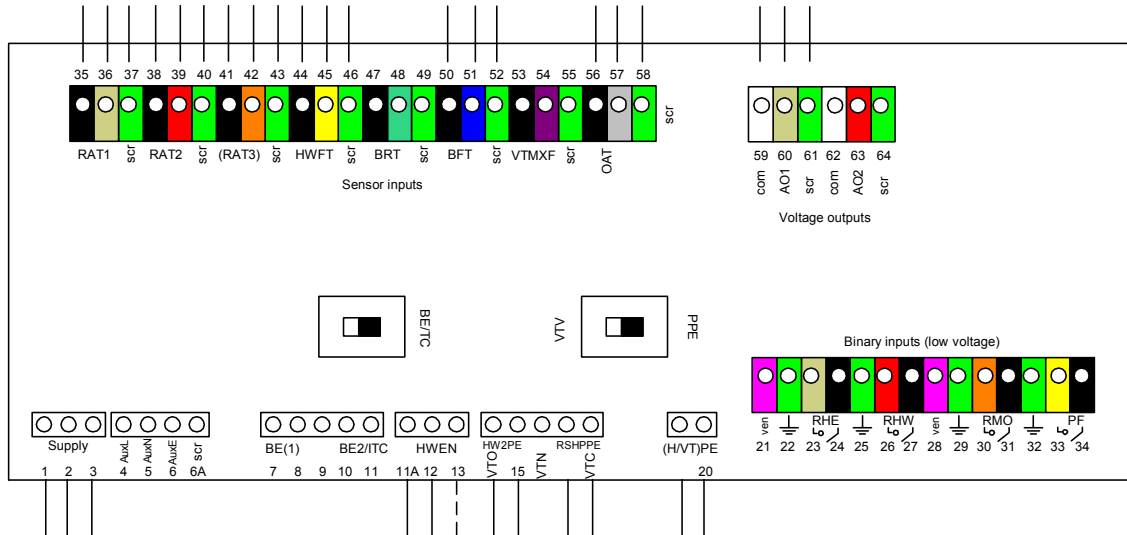 35 36 37 38 39 40 41 42 43 44 45 46 47 48 49 50 51 52 53 54 55 56 57 58
RAT1 scr RAT2 scr (RAT3) scr HWFT scr BRT scr BFT scr VTMXF scr OAT scr
Sensor inputs
59 60 61 62 63 64
com AO1 scr com AO2 scr
Voltage outputs
BE/TC
VTV
PPE
Binary inputs (low voltage)
ven RHE RHW ven RMO PF
21 22 23 24 25 26 27 28 29 30 31 32 33 34
Supply AuxL AuxN AuxE scr BE(1) BE2/ITC HWEN HW2PE RSHPPE (H/VT)PE
VTO VTN VTC
1 2 3 4 5 6 6A 7 8 9 10 11 11A 12 13 15 20